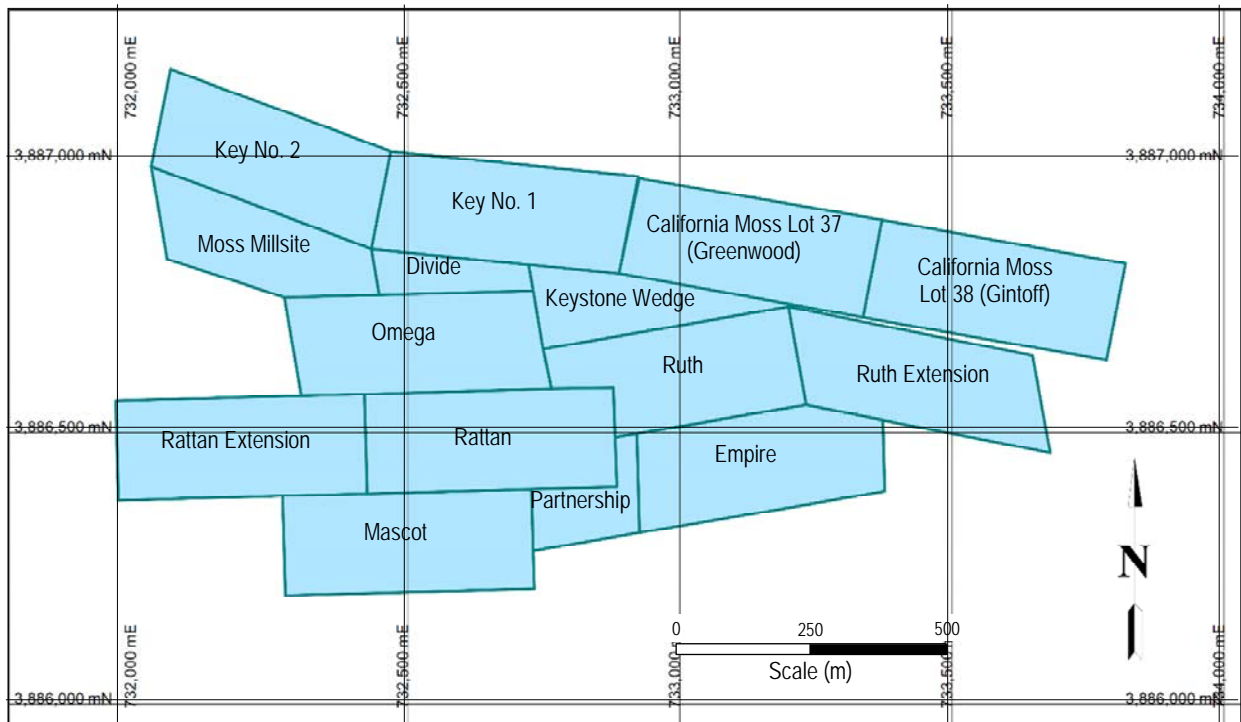 732,000 mE
732,500 mE
733,000 mE
733,500 mE
734,000 mE
3,887,000 mN
3,887,000 mN
Key No. 2
Key No. 1
California Moss Lot 37
(Greenwood)
Moss Millsite
Divide
California Moss
Lot 38 (Gintoff)
Keystone Wedge
Omega
Ruth
Ruth Extension
3,886,500 mN
3,886,500 mN
Rattan Extension
Rattan
Empire
Partnership
Mascot
N
0
250
500
Scale (m)
732,000 mE
732,500 mE
733,000 mE
733,500 mE
734,000 mE
3,886,000 mN
3,886,000 mN